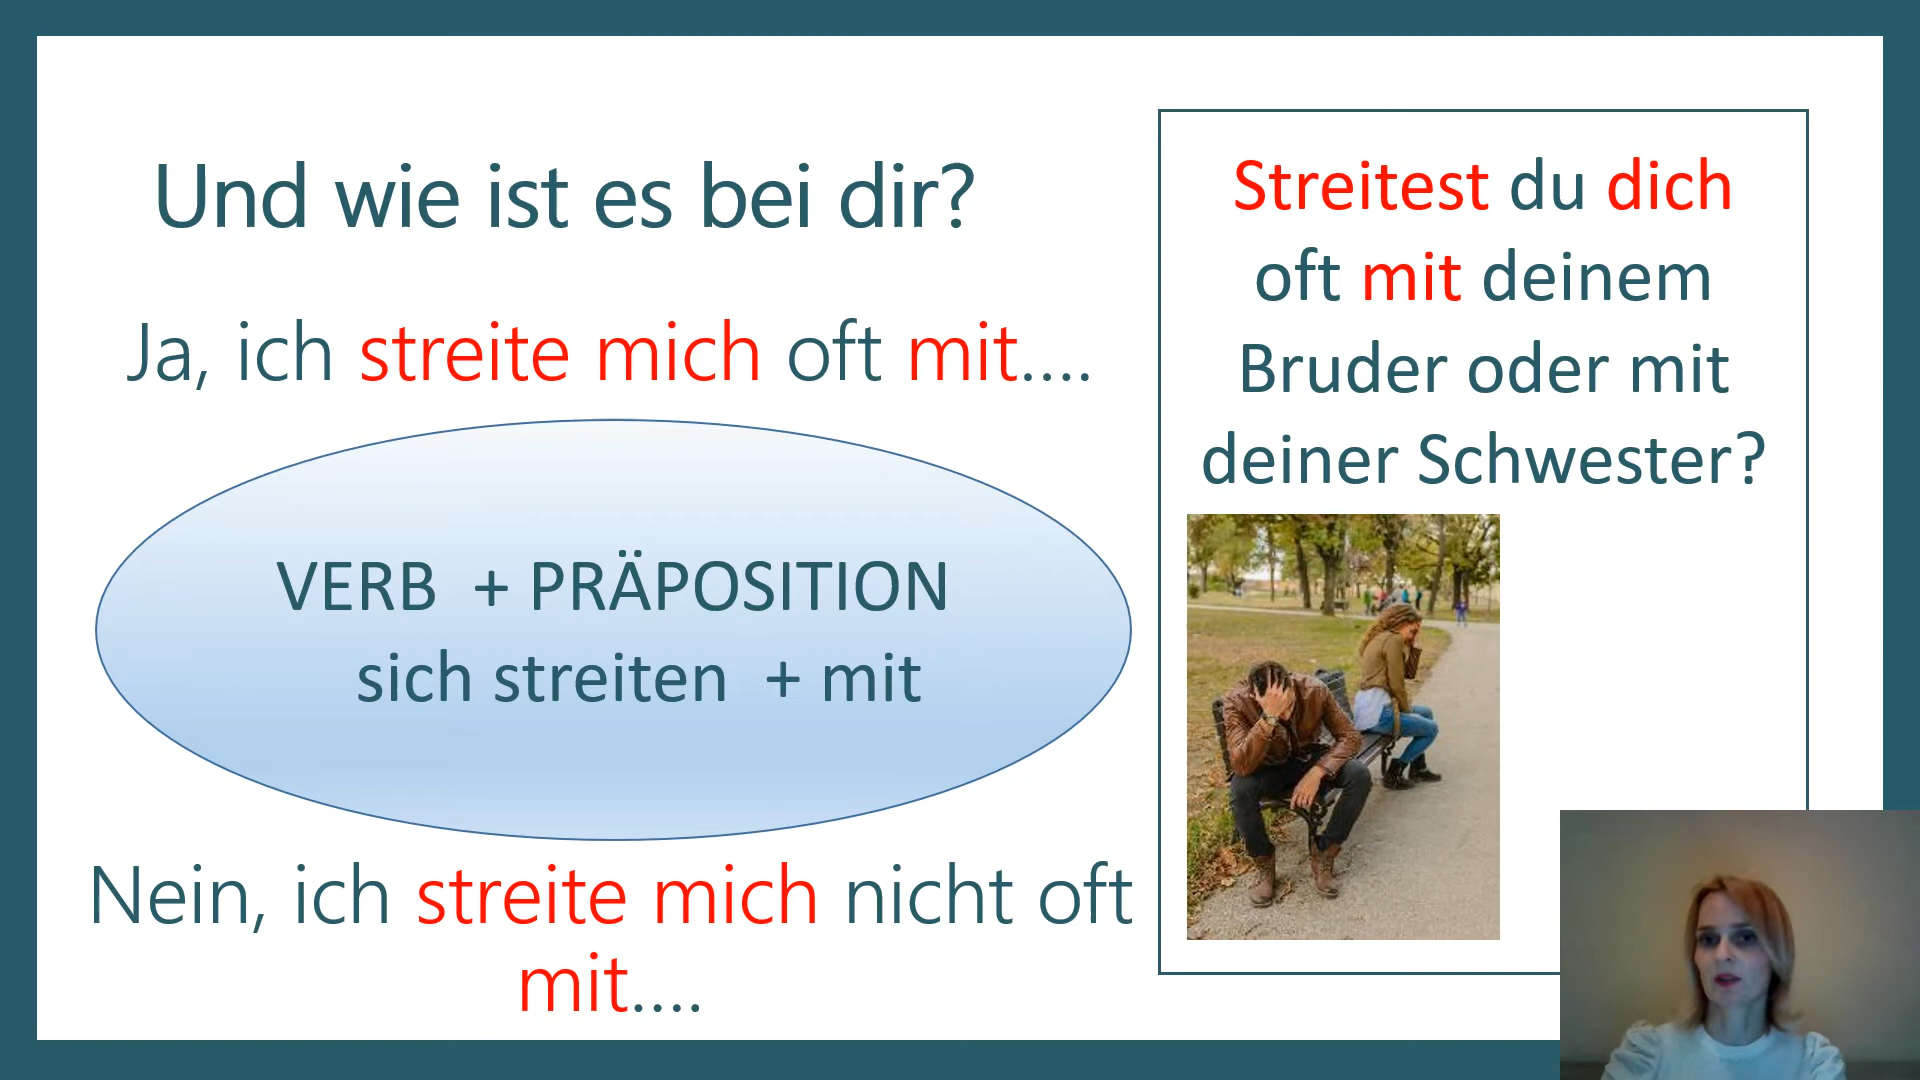 Und wie ist es bei dir?
Ja, ich streite mich oft mit....
VERB + PRÄPOSITION
sich streiten + mit
Nein, ich streite mich nicht oft
mit....
Streitest du dich
oft mit deinem
Bruder oder mit
deiner Schwester?